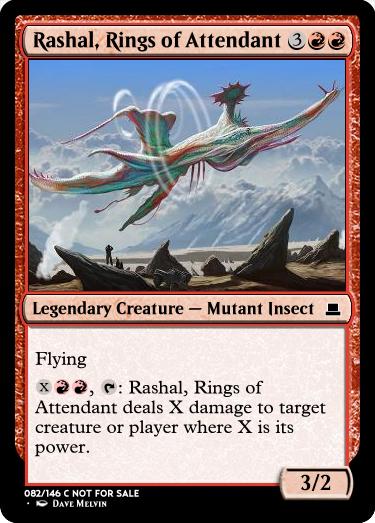 Rashal, Rings of Attendant 3
Legendary Creature — Mutant Insect
Flying
X, : Rashal, Rings of
Attendant deals X damage to target
creature or player where X is its
power.
3/2
082/146 C NOT FOR SALE
· Dave Melvin